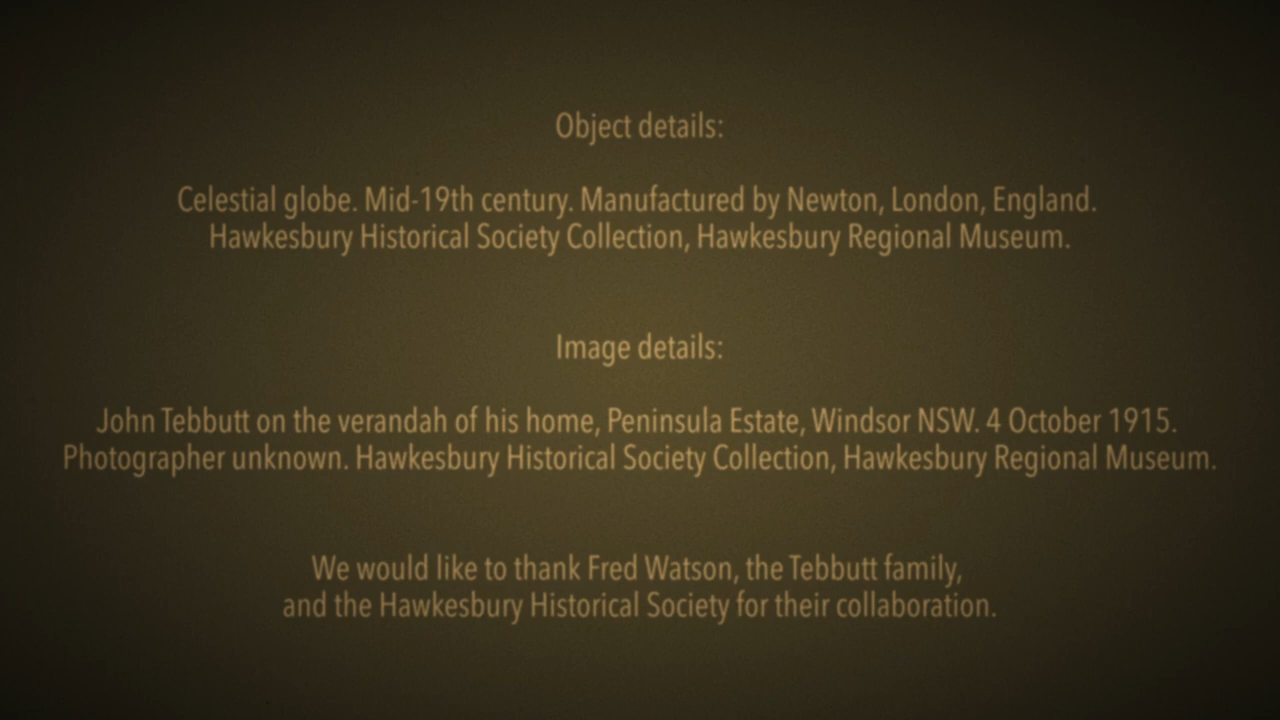 Object details:
Celestial globe. Mid-19th century. Manufactured by Newton, London, England.
Hawkesbury Historical Society Collection, Hawkesbury Regional Museum.
Image details:
John Tebbutt on the verandah of his home, Peninsula Estate, Windsor NSW. 4 October 1915.
Photographer unknown. Hawkesbury Historical Society Collection, Hawkesbury Regional Museum.
We would like to thank Fred Watson, the Tebbutt family,
and the Hawkesbury Historical Society for their collaboration.